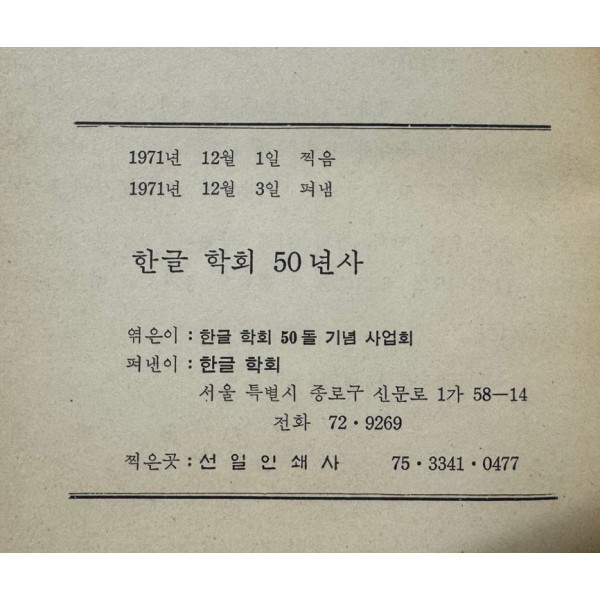 1971년 12월 1일 찍음
1971년 12월 3일 펴냄
한글 학회 50년사
엮은이 : 한글 학회 50돌 기념 사업회
펴낸이 : 한글 학회
서울 특별시 종로구 신문로 1가 58—14
전화 72·9269
찍은곳 : 선일인쇄사 75·3341·0477